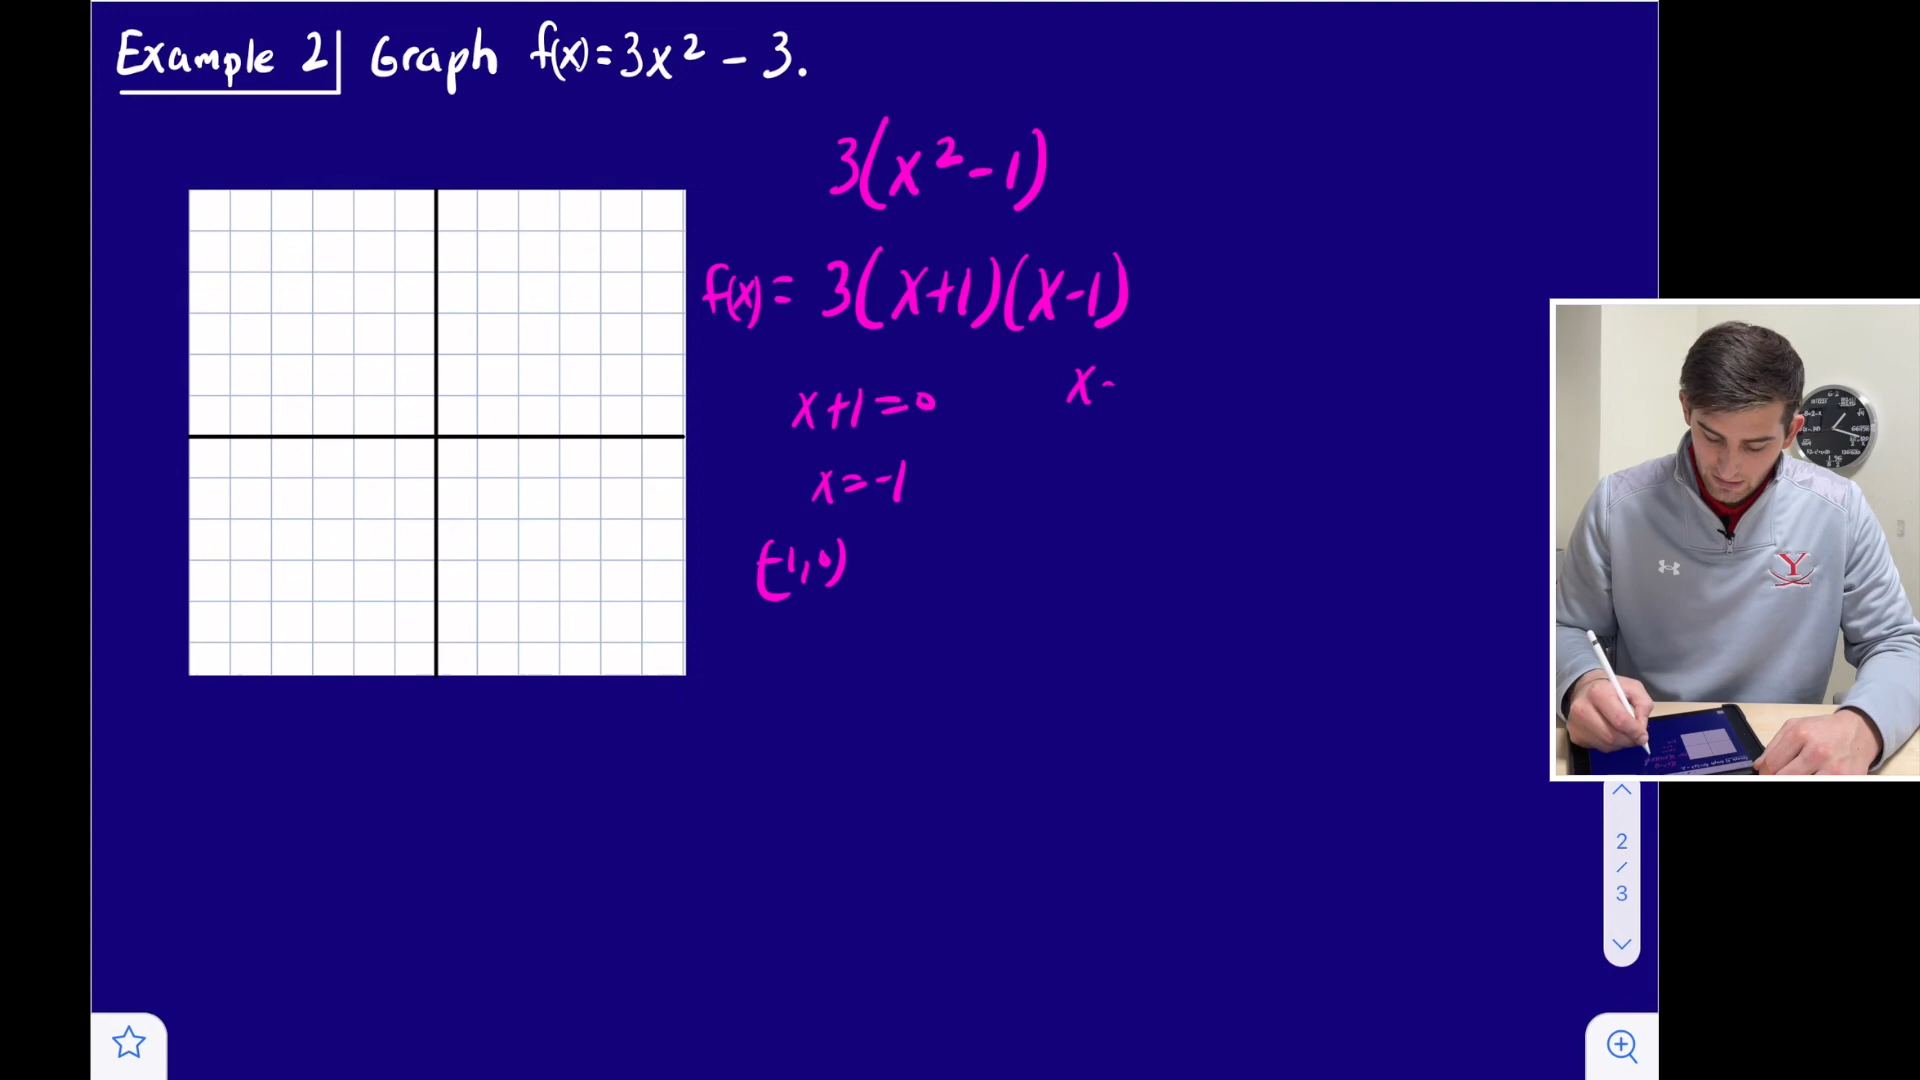 Example 2 Graph f(x)=3x² - 3.
3(x²-1)
f(x)= 3(x+1)(x-1)
x+1=0
x-
x=-1
(-1,0)
Y
2
/
3